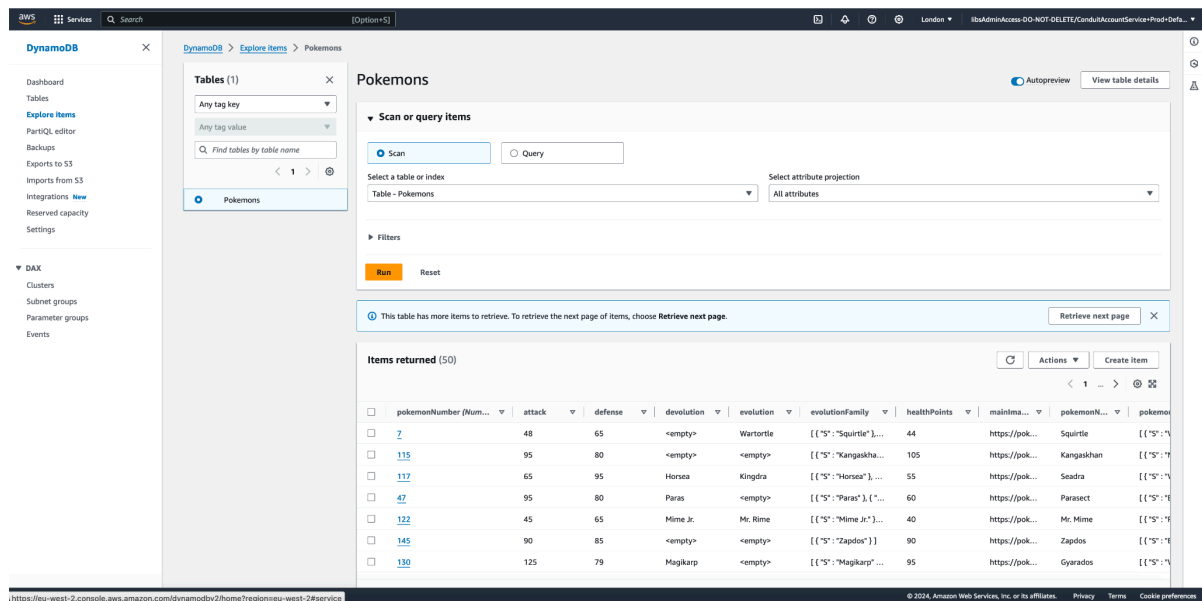 aws Services Search [Option+S] London libsAdminAccess-DO-NOT-DELETE/ConduitAccountService+Prod+Defa...
DynamoDB
Dashboard
Tables
Explore items
PartiQL editor
Backups
Exports to S3
Imports from S3
Integrations New
Reserved capacity
Settings
DAX
Clusters
Subnet groups
Parameter groups
Events
DynamoDB > Explore items > Pokemons
Tables (1)
Any tag key
Any tag value
Find tables by table name
1
Pokemons
Pokemons
Autopreview View table details
Scan or query items
Scan Query
Select a table or index Select attribute projection
Table - Pokemons All attributes
Filters
Run Reset
This table has more items to retrieve. To retrieve the next page of items, choose Retrieve next page. Retrieve next page
Items returned (50) Actions Create item
1 ...
pokemonNumber (Num... attack defense devolution evolution evolutionFamily healthPoints mainIma... pokemonN... pokemo
7 48 65 <empty> Wartortle [ { "S" : "Squirtle" },... 44 https://pok... Squirtle [ { "S" : "
115 95 80 <empty> <empty> [ { "S" : "Kangaskha... 105 https://pok... Kangaskhan [ { "S" : "
117 65 95 Horsea Kingdra [ { "S" : "Horsea" }, ... 55 https://pok... Seadra [ { "S" : "
47 95 80 Paras <empty> [ { "S" : "Paras" }, { "... 60 https://pok... Parasect [ { "S" : "
122 45 65 Mime Jr. Mr. Rime [ { "S" : "Mime Jr." }... 40 https://pok... Mr. Mime [ { "S" : "
145 90 85 <empty> <empty> [ { "S" : "Zapdos" } ] 90 https://pok... Zapdos [ { "S" : "
130 125 79 Magikarp <empty> [ { "S" : "Magikarp" ... 95 https://pok... Gyarados [ { "S" : "
https://eu-west-2.console.aws.amazon.com/dynamodbv2/home?region=eu-west-2#service © 2024, Amazon Web Services, Inc. or its affiliates. Privacy Terms Cookie preferences